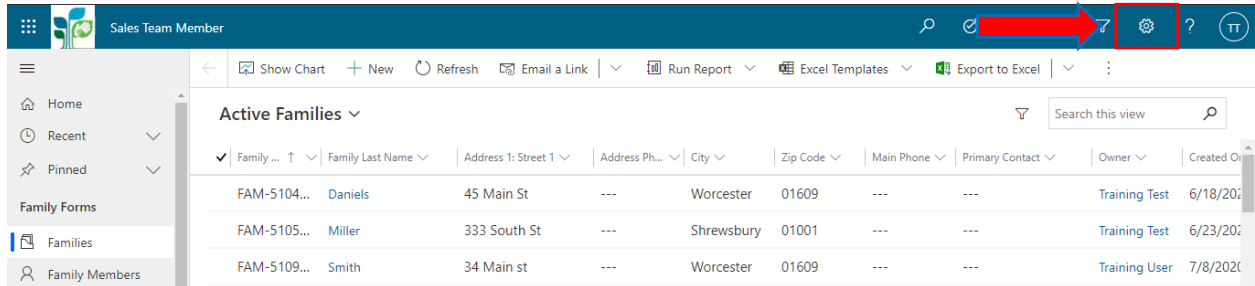 Sales Team Member ? TT
Show Chart New Refresh Email a Link Run Report Excel Templates Export to Excel
Home
Recent
Pinned
Family Forms
Families
Family Members
Active Families Search this view
Family ... ↑ Family Last Name Address 1: Street 1 Address Ph... City Zip Code Main Phone Primary Contact Owner Created
FAM-5104... Daniels 45 Main St --- Worcester 01609 --- --- Training Test 6/18/202
FAM-5105... Miller 333 South St --- Shrewsbury 01001 --- --- Training Test 6/23/202
FAM-5109... Smith 34 Main st --- Worcester 01609 --- --- Training User 7/8/2020